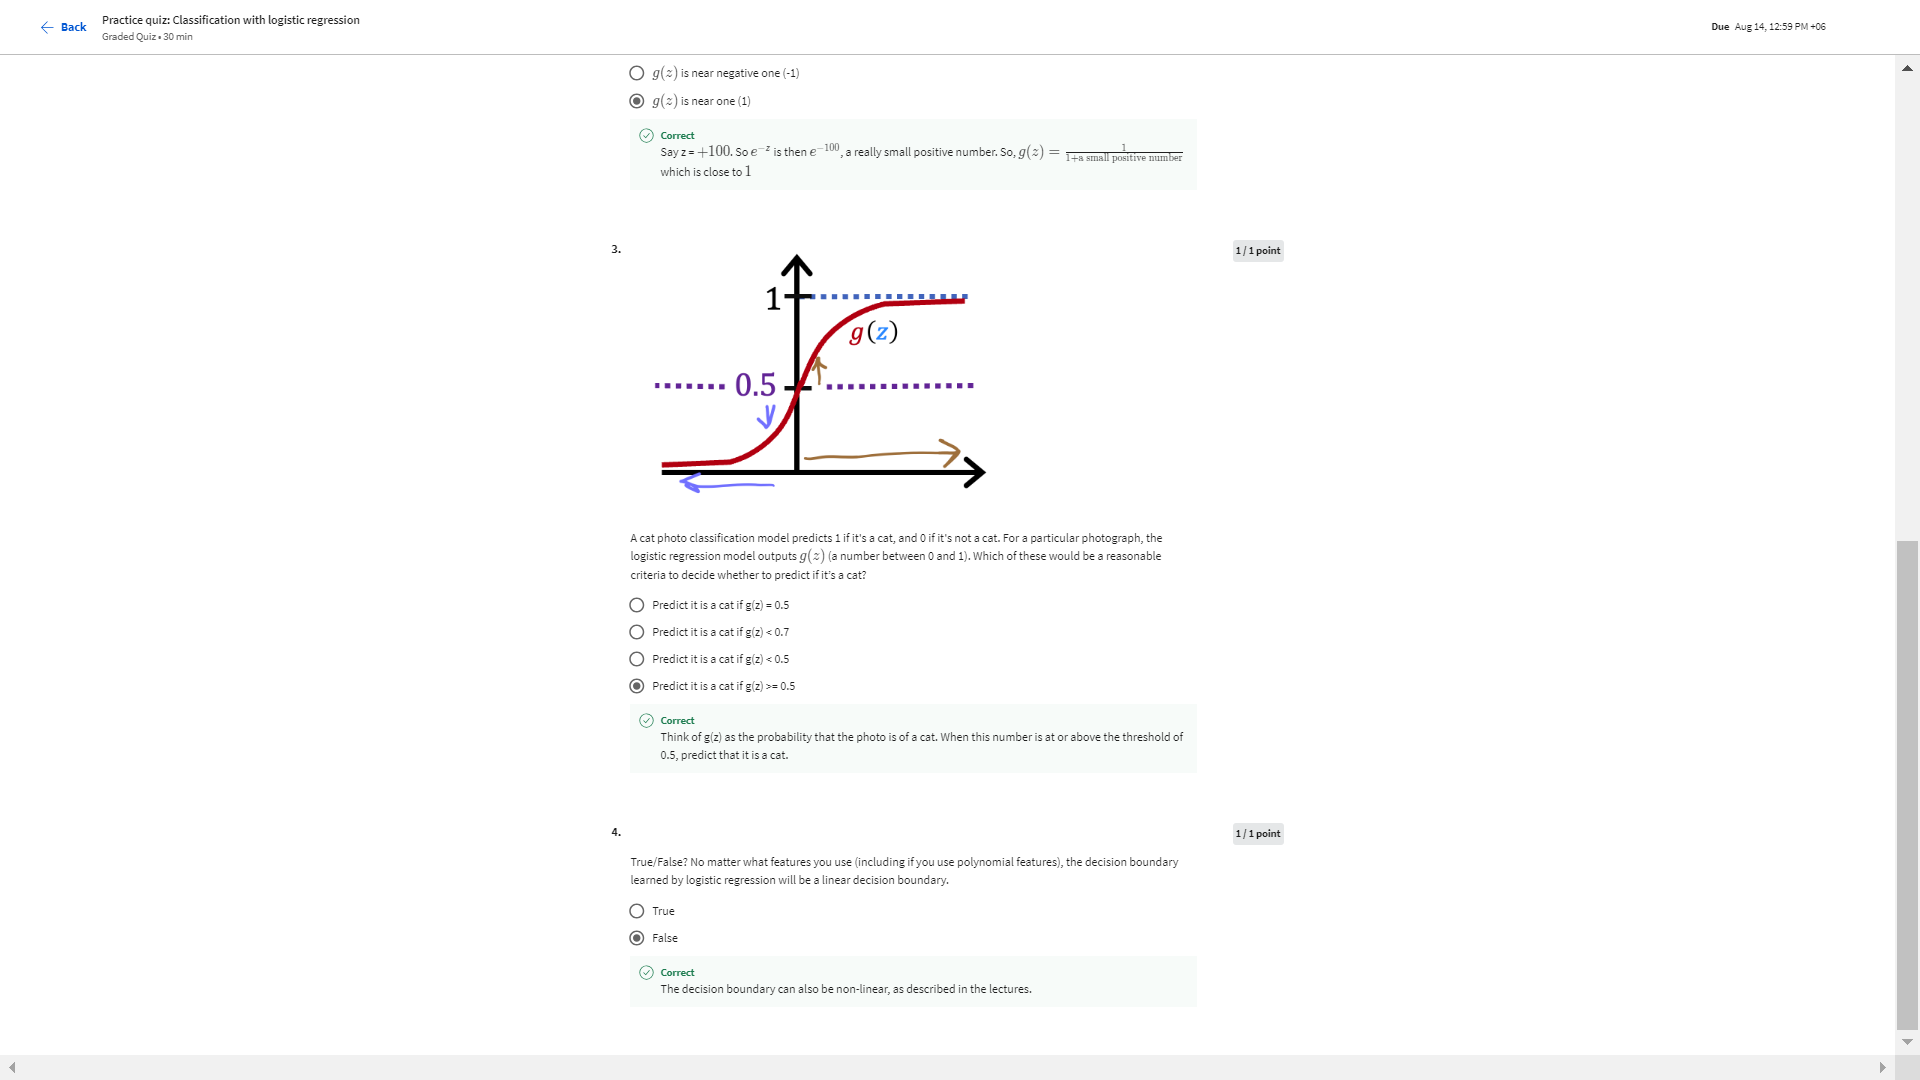 Back
Practice quiz: Classification with logistic regression
Graded Quiz • 30 min
Due Aug 14, 12:59 PM +06
g(z) is near negative one (-1)
g(z) is near one (1)
Correct
Say z = +100. So e^{-z} is then e^{-100}, a really small positive number. So, g(z) = \frac{1}{1+a small positive number}
which is close to 1
3.
1 / 1 point
1
g(z)
0.5
A cat photo classification model predicts 1 if it's a cat, and 0 if it's not a cat. For a particular photograph, the
logistic regression model outputs g(z) (a number between 0 and 1). Which of these would be a reasonable
criteria to decide whether to predict if it’s a cat?
Predict it is a cat if g(z) = 0.5
Predict it is a cat if g(z) < 0.7
Predict it is a cat if g(z) < 0.5
Predict it is a cat if g(z) >= 0.5
Correct
Think of g(z) as the probability that the photo is of a cat. When this number is at or above the threshold of
0.5, predict that it is a cat.
4.
1 / 1 point
True/False? No matter what features you use (including if you use polynomial features), the decision boundary
learned by logistic regression will be a linear decision boundary.
True
False
Correct
The decision boundary can also be non-linear, as described in the lectures.